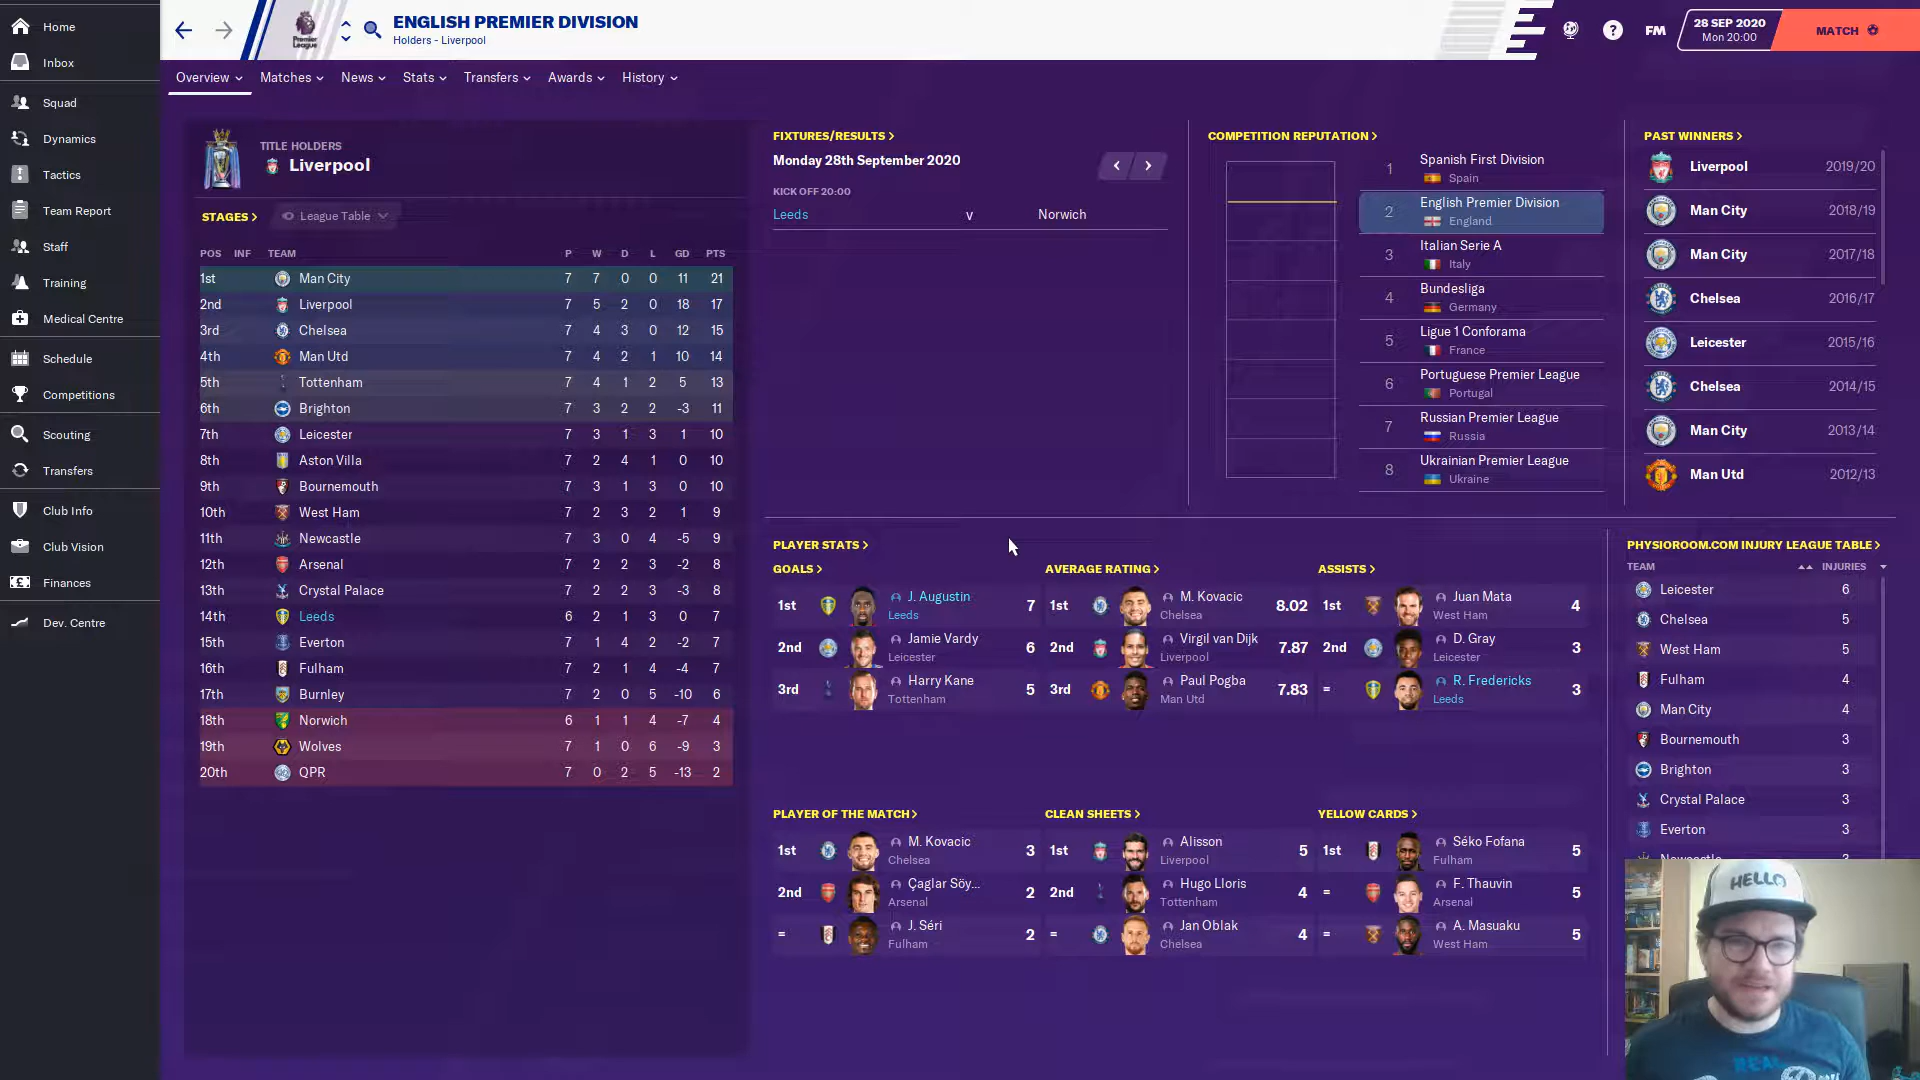 Home
Inbox
Squad
Dynamics
Tactics
Team Report
Staff
Training
Medical Centre
Schedule
Competitions
Scouting
Transfers
Club Info
Club Vision
Finances
Dev. Centre
ENGLISH PREMIER DIVISION
Holders - Liverpool
FM
28 SEP 2020
Mon 20:00
MATCH
Overview Matches News Stats Transfers Awards History
TITLE HOLDERS
Liverpool
STAGES > League Table
POS INF TEAM P W D L GD PTS
1st Man City 7 7 0 0 11 21
2nd Liverpool 7 5 2 0 18 17
3rd Chelsea 7 4 3 0 12 15
4th Man Utd 7 4 2 1 10 14
5th Tottenham 7 4 1 2 5 13
6th Brighton 7 3 2 2 -3 11
7th Leicester 7 3 1 3 1 10
8th Aston Villa 7 2 4 1 0 10
9th Bournemouth 7 3 1 3 0 10
10th West Ham 7 2 3 2 1 9
11th Newcastle 7 3 0 4 -5 9
12th Arsenal 7 2 2 3 -2 8
13th Crystal Palace 7 2 2 3 -3 8
14th Leeds 6 2 1 3 0 7
15th Everton 7 1 4 2 -2 7
16th Fulham 7 2 1 4 -4 7
17th Burnley 7 2 0 5 -10 6
18th Norwich 6 1 1 4 -7 4
19th Wolves 7 1 0 6 -9 3
20th QPR 7 0 2 5 -13 2
FIXTURES/RESULTS >
Monday 28th September 2020
KICK OFF 20:00
Leeds v Norwich
COMPETITION REPUTATION >
1 Spanish First Division
Spain
2 English Premier Division
England
3 Italian Serie A
Italy
4 Bundesliga
Germany
5 Ligue 1 Conforama
France
6 Portuguese Premier League
Portugal
7 Russian Premier League
Russia
8 Ukrainian Premier League
Ukraine
PAST WINNERS >
Liverpool 2019/20
Man City 2018/19
Man City 2017/18
Chelsea 2016/17
Leicester 2015/16
Chelsea 2014/15
Man City 2013/14
Man Utd 2012/13
PLAYER STATS >
GOALS >
1st J. Augustin 7
Leeds
2nd Jamie Vardy 6
Leicester
3rd Harry Kane 5
Tottenham
AVERAGE RATING >
1st M. Kovacic 8.02
Chelsea
2nd Virgil van Dijk 7.87
Liverpool
3rd Paul Pogba 7.83
Man Utd
ASSISTS >
1st Juan Mata 4
West Ham
2nd D. Gray 3
Leicester
= R. Fredericks 3
Leeds
PLAYER OF THE MATCH >
1st M. Kovacic 3
Chelsea
2nd Çaglar Söy... 2
Arsenal
= J. Séri 2
Fulham
CLEAN SHEETS >
1st Alisson 5
Liverpool
2nd Hugo Lloris 4
Tottenham
= Jan Oblak 4
Chelsea
YELLOW CARDS >
1st Séko Fofana 5
Fulham
= F. Thauvin 5
Arsenal
= A. Masuaku 5
West Ham
PHYSIOROOM.COM INJURY LEAGUE TABLE >
TEAM INJURIES
Leicester 6
Chelsea 5
West Ham 5
Fulham 4
Man City 4
Bournemouth 3
Brighton 3
Crystal Palace 3
Everton 3
HELLO
REAL